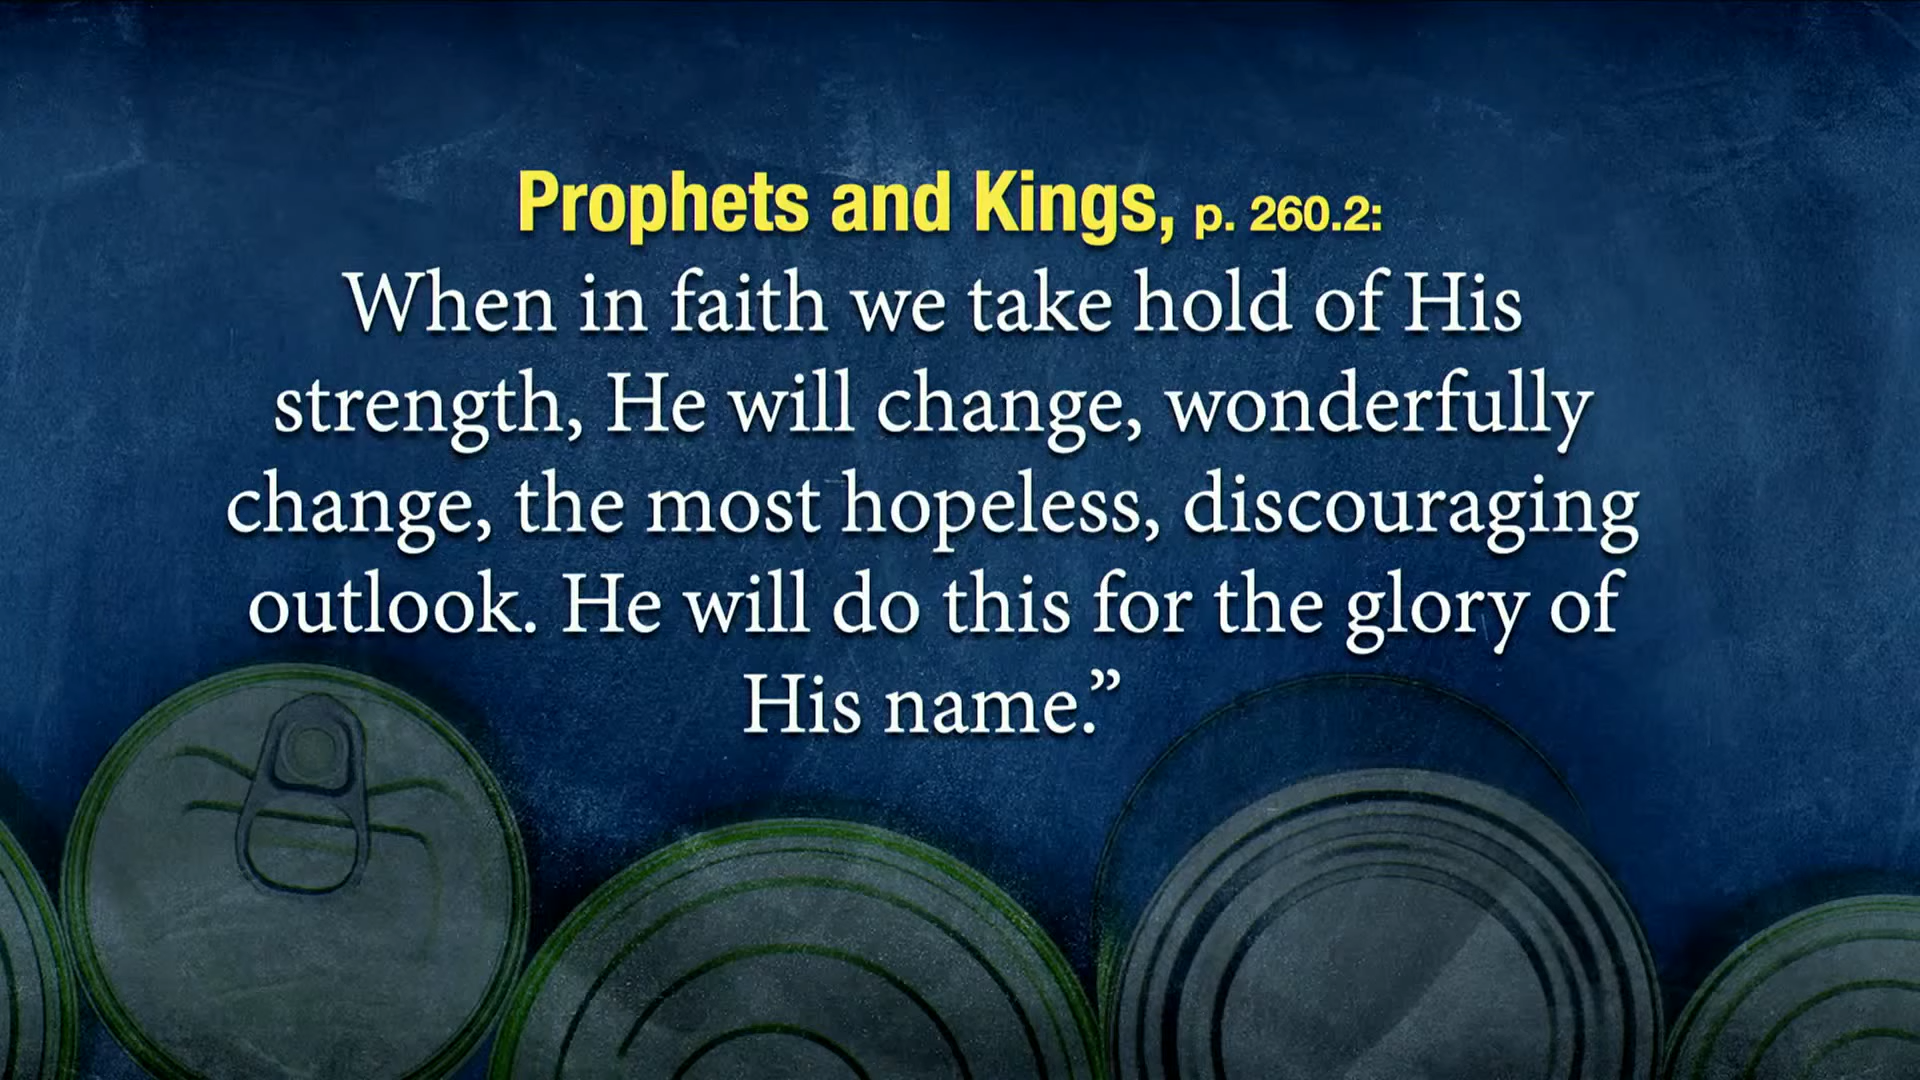 Prophets and Kings, p. 260.2:
When in faith we take hold of His
strength, He will change, wonderfully
change, the most hopeless, discouraging
outlook. He will do this for the glory of
His name.”